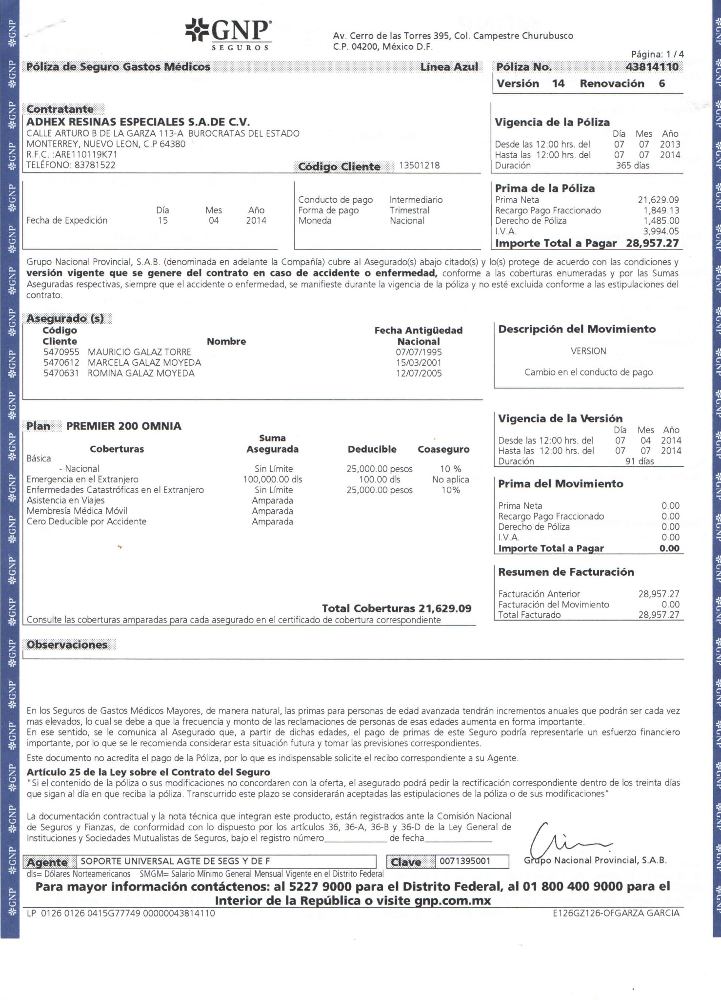 GNP
SEGUROS
Av. Cerro de las Torres 395, Col. Campestre Churubusco
C.P. 04200, México D.F.
Página: 1 / 4
Póliza de Seguro Gastos Médicos Línea Azul
Póliza No. 43814110
Versión 14 Renovación 6
Contratante
ADHEX RESINAS ESPECIALES S.A.DE C.V.
CALLE ARTURO B DE LA GARZA 113-A BUROCRATAS DEL ESTADO
MONTERREY, NUEVO LEON, C.P 64380
R.F.C. :ARE110119K71
TELÉFONO: 83781522
Código Cliente 13501218
Vigencia de la Póliza
Día Mes Año
Desde las 12:00 hrs. del 07 07 2013
Hasta las 12:00 hrs. del 07 07 2014
Duración 365 días
Día Mes Año
Fecha de Expedición 15 04 2014
Conducto de pago Intermediario
Forma de pago Trimestral
Moneda Nacional
Prima de la Póliza
Prima Neta 21,629.09
Recargo Pago Fraccionado 1,849.13
Derecho de Póliza 1,485.00
I.V.A. 3,994.05
Importe Total a Pagar 28,957.27
Grupo Nacional Provincial, S.A.B. (denominada en adelante la Compañía) cubre al Asegurado(s) abajo citado(s) y lo(s) protege de acuerdo con las condiciones y
versión vigente que se genere del contrato en caso de accidente o enfermedad, conforme a las coberturas enumeradas y por las Sumas
Aseguradas respectivas, siempre que el accidente o enfermedad, se manifieste durante la vigencia de la póliza y no esté excluida conforme a las estipulaciones del
contrato.
Asegurado (s)
Código Fecha Antigüedad
Cliente Nombre Nacional
5470955 MAURICIO GALAZ TORRE 07/07/1995
5470612 MARCELA GALAZ MOYEDA 15/03/2001
5470631 ROMINA GALAZ MOYEDA 12/07/2005
Descripción del Movimiento
VERSION
Cambio en el conducto de pago
Plan PREMIER 200 OMNIA
Suma
Coberturas Asegurada Deducible Coaseguro
Básica
- Nacional Sin Límite 25,000.00 pesos 10 %
Emergencia en el Extranjero 100,000.00 dls 100.00 dls No aplica
Enfermedades Catastróficas en el Extranjero Sin Límite 25,000.00 pesos 10%
Asistencia en Viajes Amparada
Membresía Médica Móvil Amparada
Cero Deducible por Accidente Amparada
Total Coberturas 21,629.09
Consulte las coberturas amparadas para cada asegurado en el certificado de cobertura correspondiente
Vigencia de la Versión
Día Mes Año
Desde las 12:00 hrs. del 07 04 2014
Hasta las 12:00 hrs. del 07 07 2014
Duración 91 días
Prima del Movimiento
Prima Neta 0.00
Recargo Pago Fraccionado 0.00
Derecho de Póliza 0.00
I.V.A. 0.00
Importe Total a Pagar 0.00
Resumen de Facturación
Facturación Anterior 28,957.27
Facturación del Movimiento 0.00
Total Facturado 28,957.27
Observaciones
En los Seguros de Gastos Médicos Mayores, de manera natural, las primas para personas de edad avanzada tendrán incrementos anuales que podrán ser cada vez
mas elevados, lo cual se debe a que la frecuencia y monto de las reclamaciones de personas de esas edades aumenta en forma importante.
En ese sentido, se le comunica al Asegurado que, a partir de dichas edades, el pago de primas de este Seguro podría representarle un esfuerzo financiero
importante, por lo que se le recomienda considerar esta situación futura y tomar las previsiones correspondientes.
Este documento no acredita el pago de la Póliza, por lo que es indispensable solicite el recibo correspondiente a su Agente.
Artículo 25 de la Ley sobre el Contrato del Seguro
"Si el contenido de la póliza o sus modificaciones no concordaren con la oferta, el asegurado podrá pedir la rectificación correspondiente dentro de los treinta días
que sigan al día en que reciba la póliza. Transcurrido este plazo se considerarán aceptadas las estipulaciones de la póliza o de sus modificaciones"
La documentación contractual y la nota técnica que integran este producto, están registrados ante la Comisión Nacional
de Seguros y Fianzas, de conformidad con lo dispuesto por los artículos 36, 36-A, 36-B y 36-D de la Ley General de
Instituciones y Sociedades Mutualistas de Seguros, bajo el registro número____________ de fecha____________
Grupo Nacional Provincial, S.A.B.
Agente SOPORTE UNIVERSAL AGTE DE SEGS Y DE F Clave 0071395001
dls= Dólares Norteamericanos SMGM= Salario Mínimo General Mensual Vigente en el Distrito Federal
Para mayor información contáctenos: al 5227 9000 para el Distrito Federal, al 01 800 400 9000 para el
Interior de la República o visite gnp.com.mx
LP 0126 0126 0415G77749 00000043814110
E126GZ126-OFGARZA GARCIA